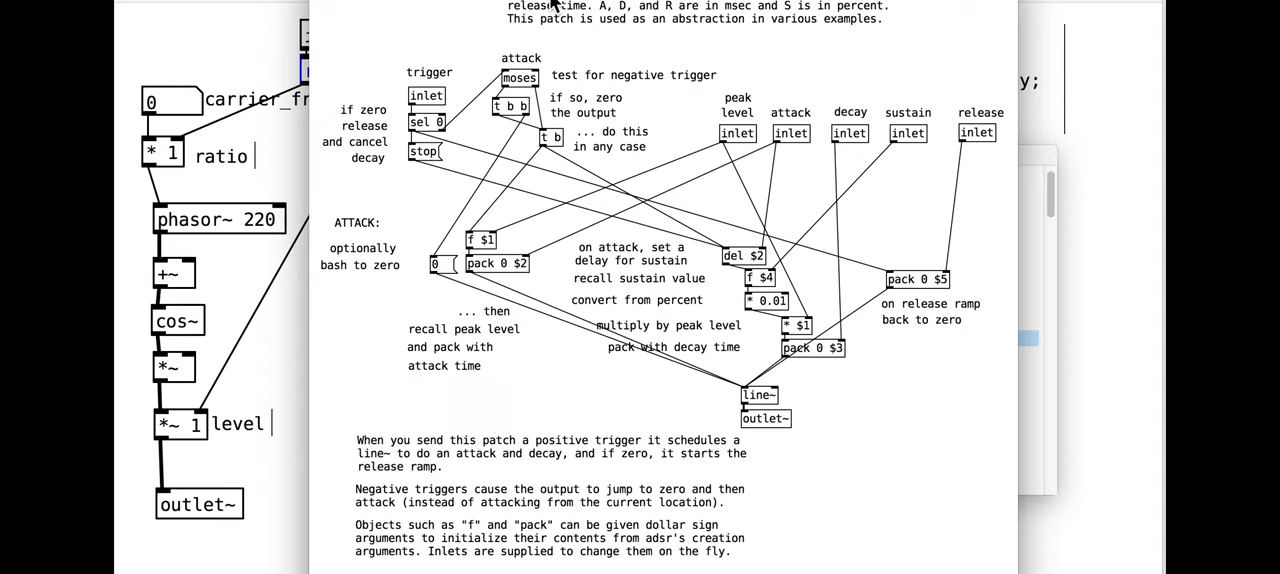 release time. A, D, and R are in msec and S is in percent.
This patch is used as an abstraction in various examples.
attack
trigger
moses
test for negative trigger
inlet
t b b
if so, zero
the output
if zero
release
and cancel
decay
sel 0
stop
t b
... do this
in any case
peak
level
attack
decay
sustain
release
inlet
inlet
inlet
inlet
inlet
0
carrier_fr
y;
* 1
ratio
phasor~ 220
+~
cos~
*~
*~ 1
level
outlet~
ATTACK:
optionally
bash to zero
0
f $1
pack 0 $2
on attack, set a
delay for sustain
recall sustain value
convert from percent
multiply by peak level
pack with decay time
del $2
f $4
* 0.01
* $1
pack 0 $3
pack 0 $5
on release ramp
back to zero
... then
recall peak level
and pack with
attack time
line~
outlet~
When you send this patch a positive trigger it schedules a
line~ to do an attack and decay, and if zero, it starts the
release ramp.
Negative triggers cause the output to jump to zero and then
attack (instead of attacking from the current location).
Objects such as "f" and "pack" can be given dollar sign
arguments to initialize their contents from adsr's creation
arguments. Inlets are supplied to change them on the fly.